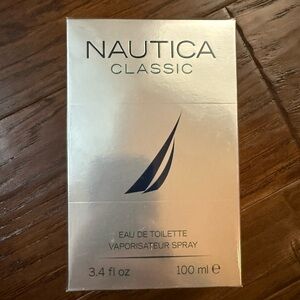 NAUTICA
CLASSIC
EAU DE TOILETTE
VAPORISATEUR SPRAY
3.4 fl oz 100 ml ℮